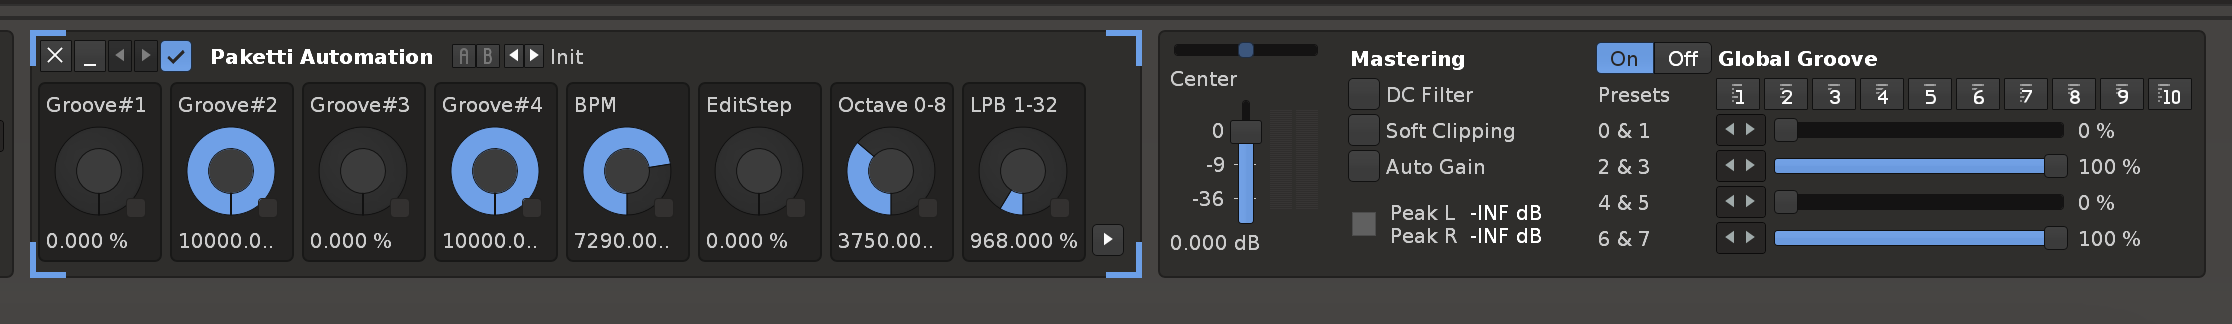 Paketti Automation A B Init
Groove#1 Groove#2 Groove#3 Groove#4 BPM EditStep Octave 0-8 LPB 1-32
0.000 % 10000.0.. 0.000 % 10000.0.. 7290.00.. 0.000 % 3750.00.. 968.000 %
Center
0
-9
-36
0.000 dB
Mastering
DC Filter
Soft Clipping
Auto Gain
Peak L -INF dB
Peak R -INF dB
On Off Global Groove
Presets 1 2 3 4 5 6 7 8 9 10
0 & 1 0 %
2 & 3 100 %
4 & 5 0 %
6 & 7 100 %